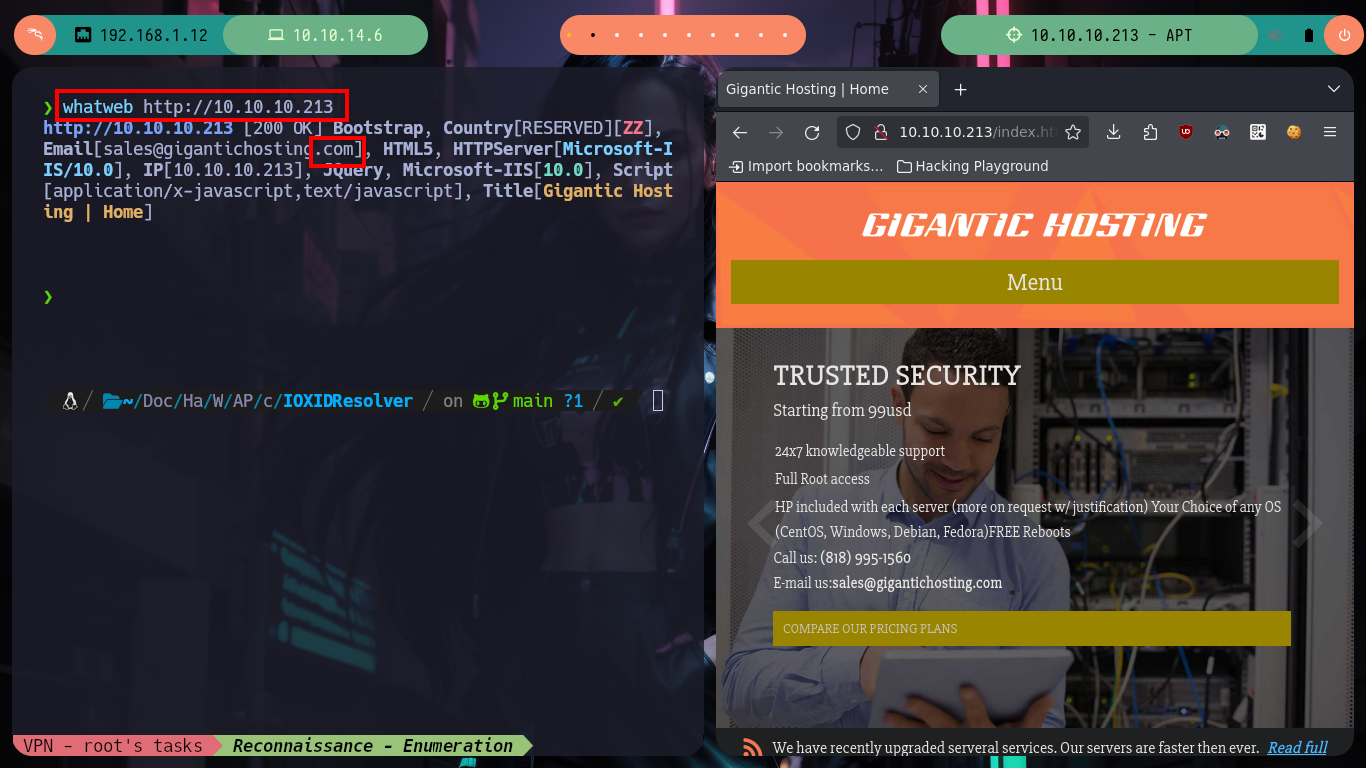 192.168.1.12
10.10.14.6
10.10.10.213 - APT
❯ whatweb http://10.10.10.213
http://10.10.10.213 [200 OK] Bootstrap, Country[RESERVED][ZZ],
Email[sales@gigantichosting.com], HTML5, HTTPServer[Microsoft-I
IS/10.0], IP[10.10.10.213], JQuery, Microsoft-IIS[10.0], Script
[application/x-javascript,text/javascript], Title[Gigantic Host
ing | Home]
❯
/ ~/Doc/Ha/W/AP/c/IOXIDResolver / on main ?1 / ✔
VPN - root's tasks
Reconnaissance - Enumeration
Gigantic Hosting | Home
10.10.10.213/index.ht
Import bookmarks...
Hacking Playground
GIGANTIC HOSTING
Menu
TRUSTED SECURITY
Starting from 99usd
24x7 knowledgeable support
Full Root access
HP included with each server (more on request w/ justification) Your Choice of any OS
(CentOS, Windows, Debian, Fedora)FREE Reboots
Call us: (818) 995-1560
E-mail us:sales@gigantichosting.com
COMPARE OUR PRICING PLANS
We have recently upgraded serveral services. Our servers are faster then ever. Read full